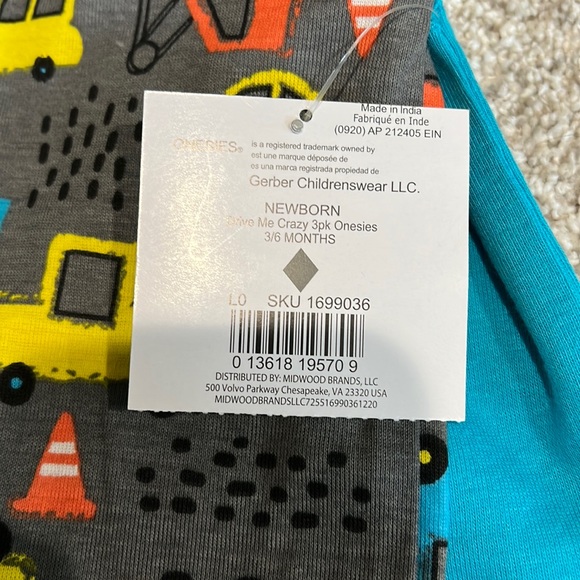 Made in India
Fabriqué en Inde
(0920) AP 212405 EIN
ONESIES® is a registered trademark owned by
est une marque déposée de
es una marca registrada propiedad de
Gerber Childrenswear LLC.
NEWBORN
Drive Me Crazy 3pk Onesies
3/6 MONTHS
L0 SKU 1699036
0 13618 19570 9
DISTRIBUTED BY: MIDWOOD BRANDS, LLC
500 Volvo Parkway Chesapeake, VA 23320 USA
MIDWOODBRANDSLLC725516990361220